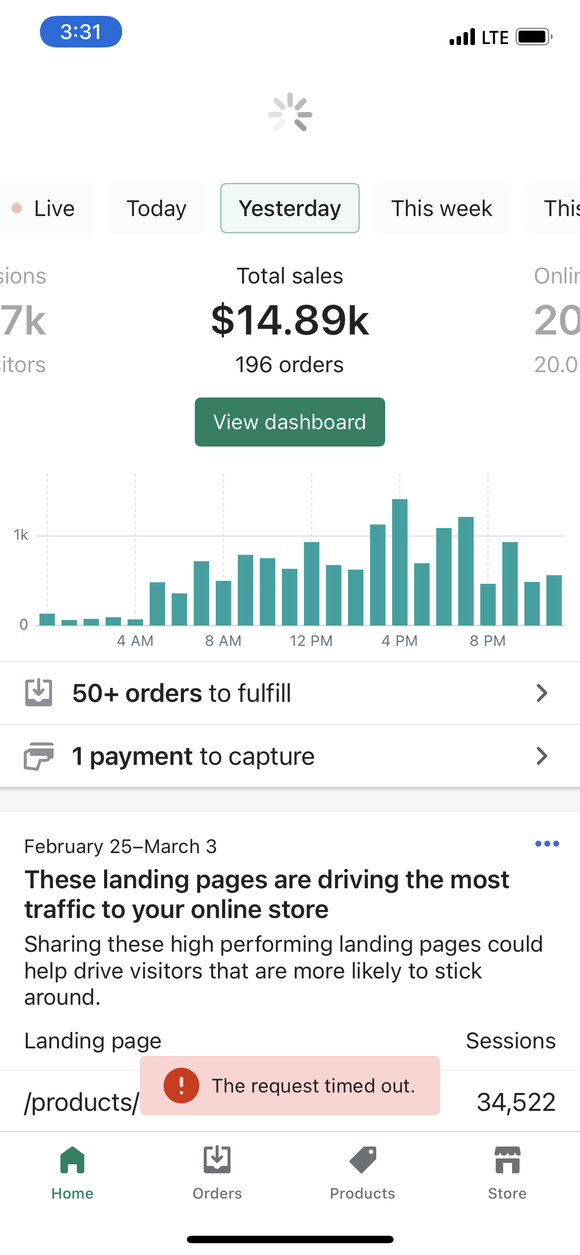 3:31
LTE
Live
Today
Yesterday
This week
Total sales
$14.89k
196 orders
7k
20
20.0
View dashboard
1k
0
4 AM
8 AM
12 PM
4 PM
8 PM
50+ orders to fulfill
1 payment to capture
February 25–March 3
These landing pages are driving the most
traffic to your online store
Sharing these high performing landing pages could
help drive visitors that are more likely to stick
around.
Landing page
Sessions
/products/
34,522
The request timed out.
Home
Orders
Products
Store